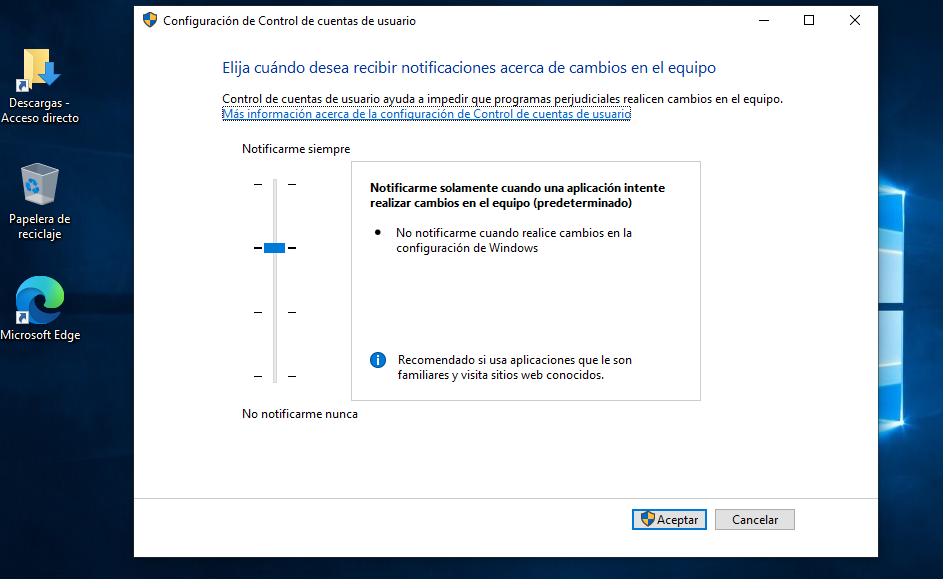 Configuración de Control de cuentas de usuario
Elija cuándo desea recibir notificaciones acerca de cambios en el equipo
Control de cuentas de usuario ayuda a impedir que programas perjudiciales realicen cambios en el equipo.
Más información acerca de la configuración de Control de cuentas de usuario
Notificarme siempre
Notificarme solamente cuando una aplicación intente
realizar cambios en el equipo (predeterminado)
No notificarme cuando realice cambios en la
configuración de Windows
Recomendado si usa aplicaciones que le son
familiares y visita sitios web conocidos.
No notificarme nunca
Aceptar
Cancelar
Descargas -
Acceso directo
Papelera de
reciclaje
Microsoft Edge